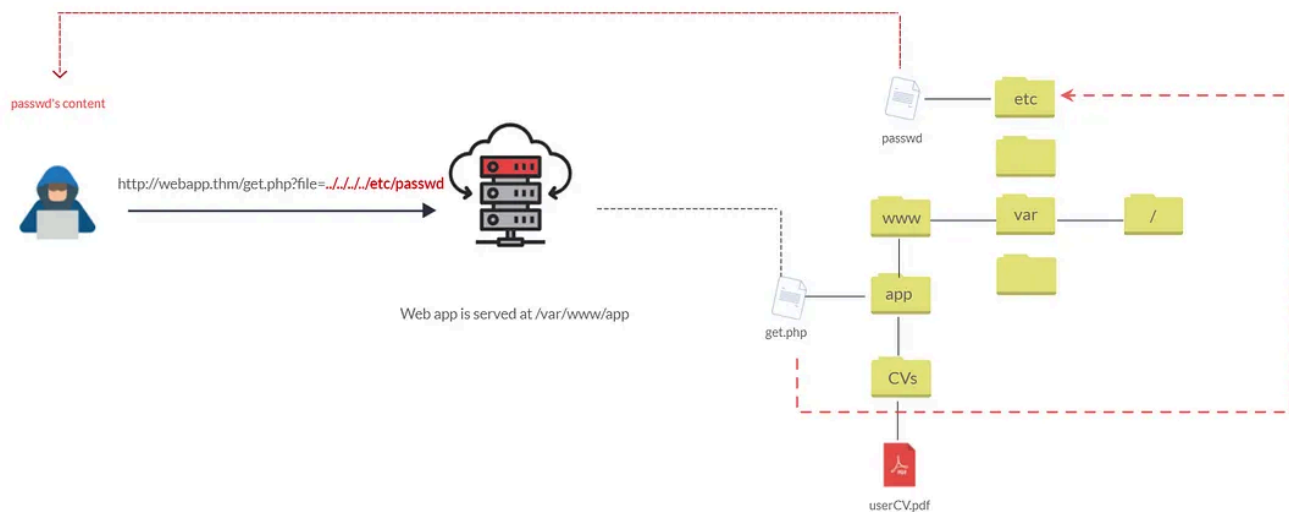 passwd's content
http://webapp.thm/get.php?file=../../../../etc/passwd
Web app is served at /var/www/app
passwd
etc
www
var
/
get.php
app
CVs
PDF
userCV.pdf